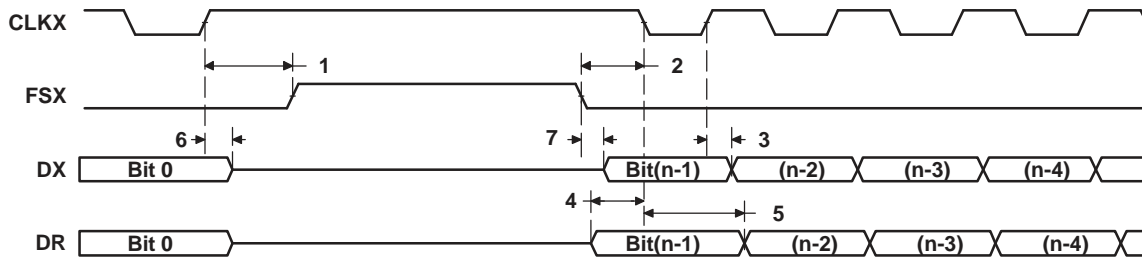 CLKX
1 2
FSX
6 7 3
DX Bit 0 Bit(n-1) (n-2) (n-3) (n-4)
4 5
DR Bit 0 Bit(n-1) (n-2) (n-3) (n-4)